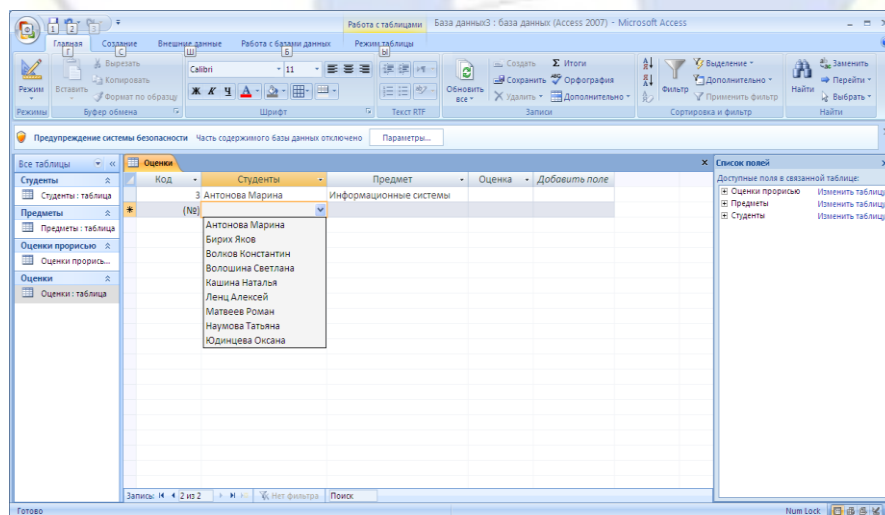 Работа с таблицами База данных3 : база данных (Access 2007) - Microsoft Access
Главная Создание Внешние данные Работа с базами данных Режим таблицы
Г С Ш Б Ы
Режим
Вставить
Вырезать
Копировать
Формат по образцу
Calibri 11
Ж К Ч
Обновить все
Создать
Сохранить
Удалить
Итоги
Орфография
Дополнительно
Фильтр
Выделение
Дополнительно
Применить фильтр
Найти
Заменить
Перейти
Выбрать
Режимы Буфер обмена Шрифт Текст RTF Записи Сортировка и фильтр Найти
Предупреждение системы безопасности Часть содержимого базы данных отключено Параметры...
Все таблицы
Студенты
Студенты : таблица
Предметы
Предметы : таблица
Оценки прорисью
Оценки прорись...
Оценки
Оценки : таблица
Оценки
Код Студенты Предмет Оценка Добавить поле
3 Антонова Марина Информационные системы
(№)
Антонова Марина
Бирих Яков
Волков Константин
Волошина Светлана
Кашина Наталья
Ленц Алексей
Матвеев Роман
Наумова Татьяна
Юдинцева Оксана
Запись: 2 из 2 Нет фильтра Поиск
Список полей
Доступные поля в связанной таблице:
Оценки прорисью Изменить таблицу
Предметы Изменить таблицу
Студенты Изменить таблицу
Готово Num Lock